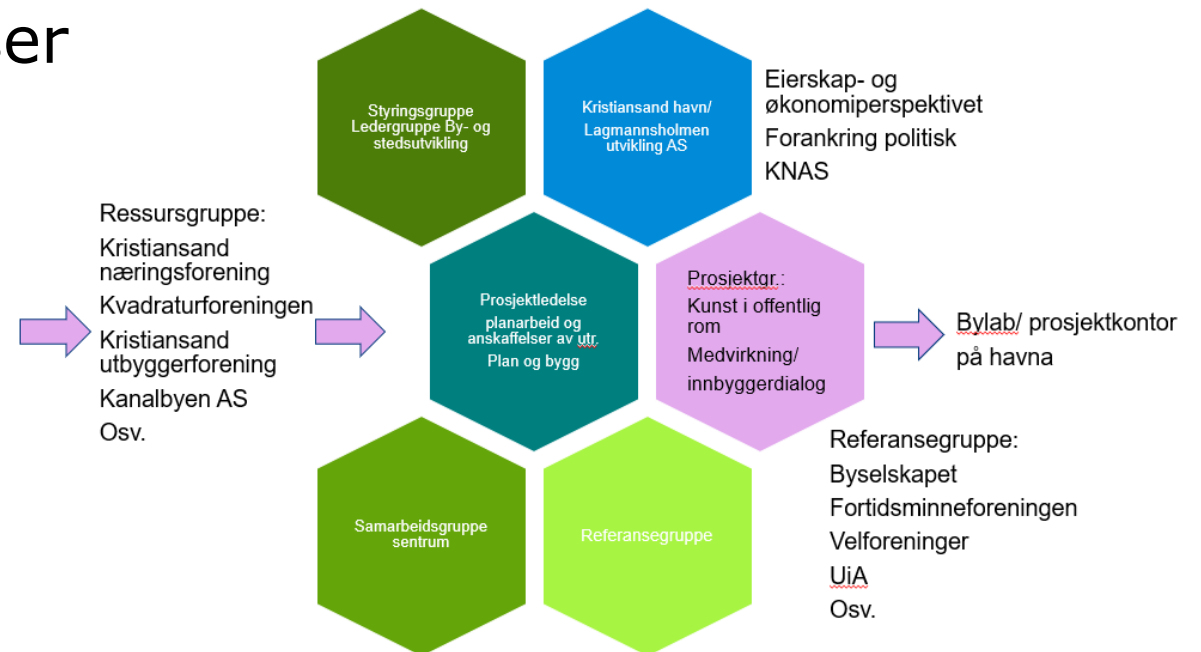 ser
Styringsgruppe
Ledergruppe By- og
stedsutvikling
Kristiansand havn/
Lagmannsholmen
utvikling AS
Eierskap- og
økonomiperspektivet
Forankring politisk
KNAS
Ressursgruppe:
Kristiansand
næringsforening
Kvadraturforeningen
Kristiansand
utbyggerforening
Kanalbyen AS
Osv.
Prosjektledelse
planarbeid og
anskaffelser av utr.
Plan og bygg
Prosjektgr.:
Kunst i offentlig
rom
Medvirkning/
innbyggerdialog
Bylab/ prosjektkontor
på havna
Samarbeidsgruppe
sentrum
Referansegruppe
Referansegruppe:
Byselskapet
Fortidsminneforeningen
Velforeninger
UiA
Osv.